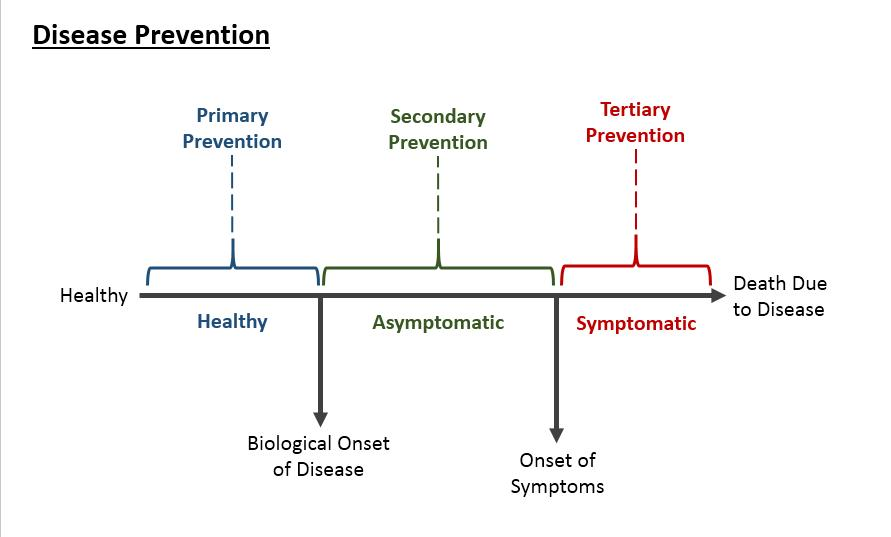 Disease Prevention
Primary
Prevention
Secondary
Prevention
Tertiary
Prevention
Healthy
Death Due
to Disease
Healthy
Asymptomatic
Symptomatic
Biological Onset
of Disease
Onset of
Symptoms